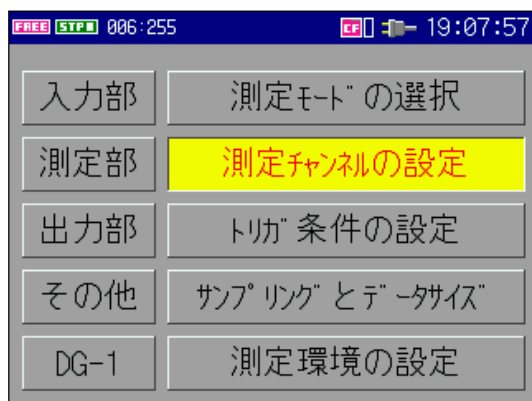 FREE STP 006:255 CF 19:07:57
入力部 測定ﾓｰﾄﾞの選択
測定部 測定ﾁｬﾝﾈﾙの設定
出力部 ﾄﾘｶﾞ条件の設定
その他 ｻﾝﾌﾟﾘﾝｸﾞとﾃﾞｰﾀｻｲｽﾞ
DG-1 測定環境の設定